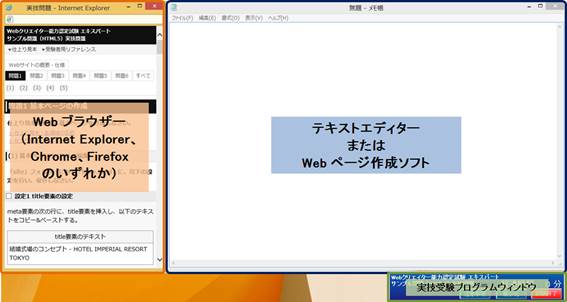 実技問題 - Internet Explorer
Webクリエイター能力認定試験 エキスパート
サンプル問題（HTML5）実技問題
▾仕上り見本 ▾受験者用リファレンス
Webサイトの概要・仕様
問題1 問題2 問題3 問題4 問題5 問題6 すべて
(1) (2) (3) (4) (5)
問題1 基本ページの作成
Web ブラウザー
（Internet Explorer、
Chrome、Firefox
のいずれか）
設定1 title要素の設定
meta要素の次の行に、title要素を挿入し、以下のテキス
トをコピー&ペーストする。
title要素のテキスト
結婚式場のコンセプト - HOTEL IMPERIAL RESORT
TOKYO
無題 - メモ帳
ファイル(F) 編集(E) 書式(O) 表示(V) ヘルプ(H)
テキストエディター
または
Web ページ作成ソフト
Webクリエイター能力認定試験 エキスパート
実技受験プログラムウィンドウ
分